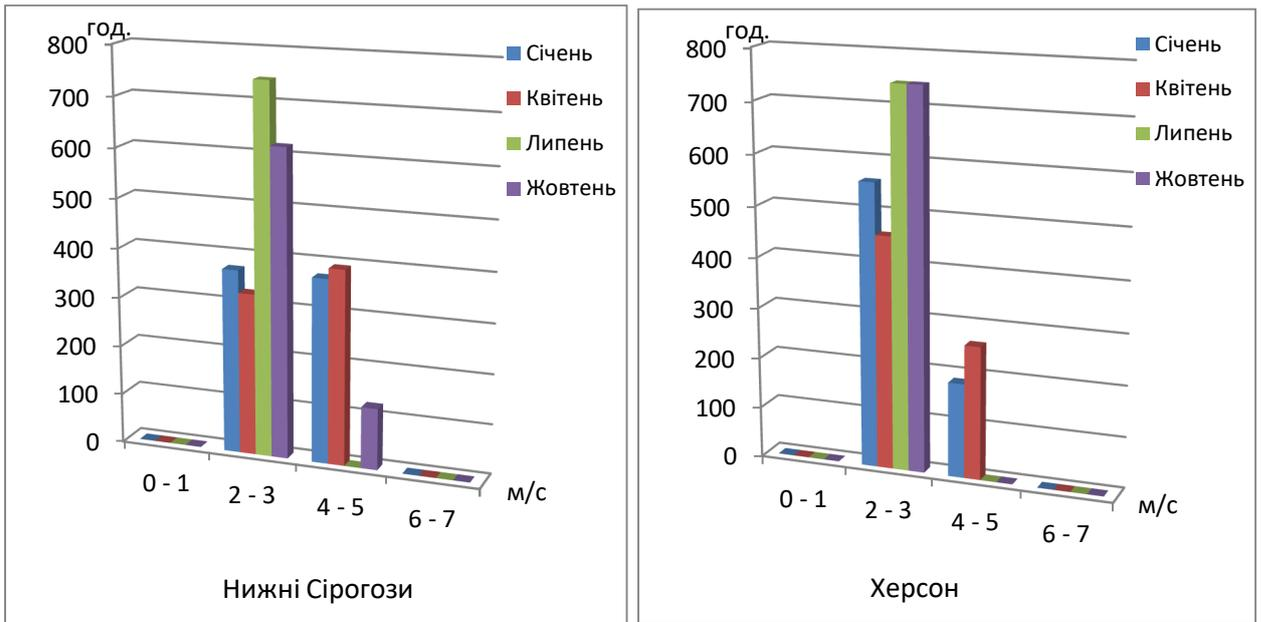 год.
800
700
600
500
400
300
200
100
0
0 - 1
2 - 3
4 - 5
6 - 7
м/с
Січень
Квітень
Липень
Жовтень
Нижні Сірогози
год.
800
700
600
500
400
300
200
100
0
0 - 1
2 - 3
4 - 5
6 - 7
м/с
Січень
Квітень
Липень
Жовтень
Херсон